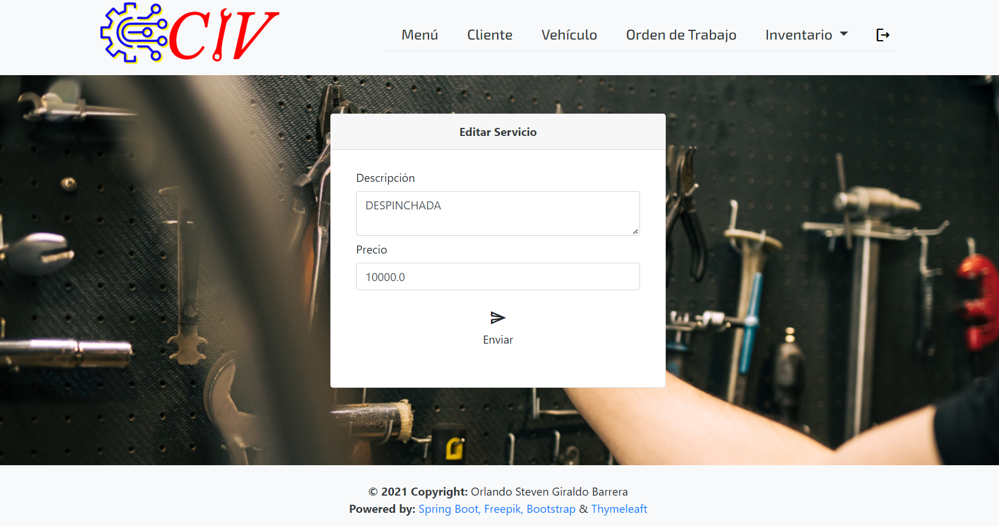 CIV
Menú Cliente Vehículo Orden de Trabajo Inventario
Editar Servicio
Descripción
DESPINCHADA
Precio
10000.0
Enviar
© 2021 Copyright: Orlando Steven Giraldo Barrera
Powered by: Spring Boot, Freepik, Bootstrap & Thymeleaft